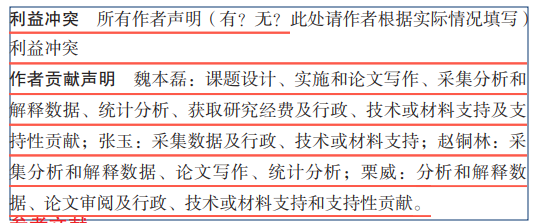 利益冲突 所有作者声明（有？无？此处请作者根据实际情况填写）
利益冲突
作者贡献声明 魏本磊：课题设计、实施和论文写作、采集分析和
解释数据、统计分析、获取研究经费及行政、技术或材料支持及支
持性贡献；张玉：采集数据及行政、技术或材料支持；赵铜林：采
集分析和解释数据、论文写作、统计分析；栗威：分析和解释数
据、论文审阅及行政、技术或材料支持和支持性贡献。
参考文献